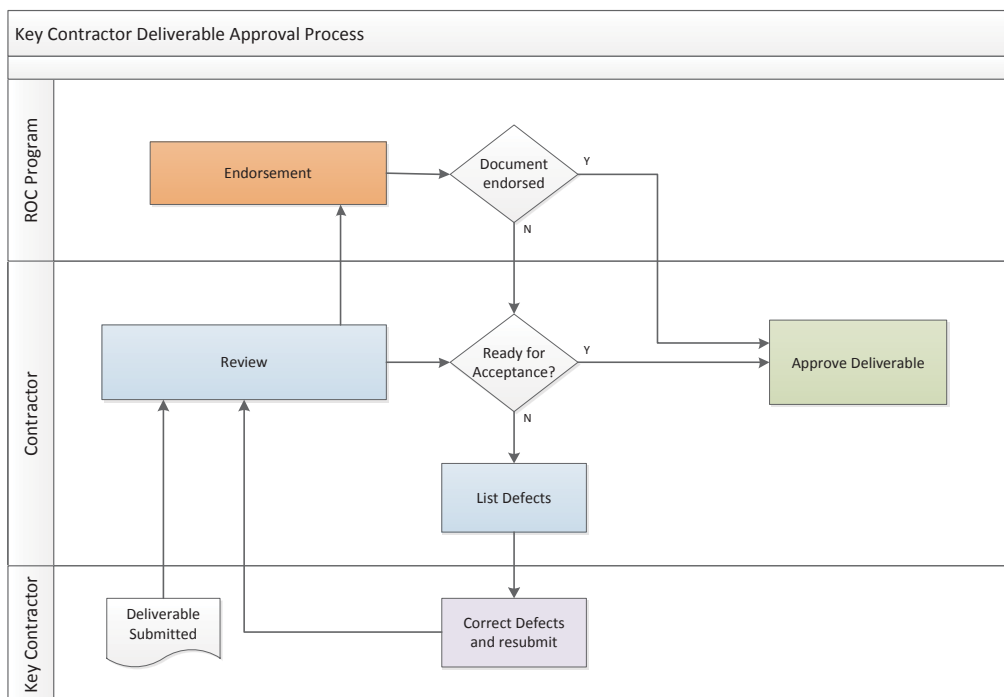 Key Contractor Deliverable Approval Process
ROC Program
Endorsement
Document
endorsed
Y
N
Contractor
Review
Ready for
Acceptance?
Y
Approve Deliverable
N
List Defects
Key Contractor
Deliverable
Submitted
Correct Defects
and resubmit